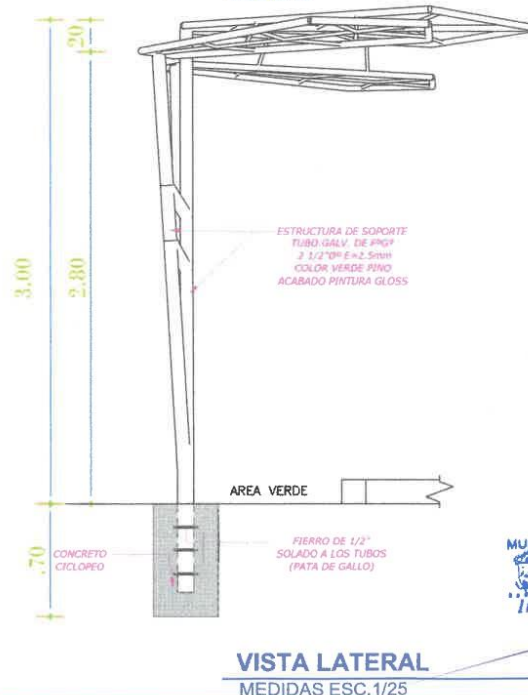 .20
3.00
2.80
ESTRUCTURA DE SOPORTE
TUBO GALV. DE FºGº
2 1/2"Øº E=2.5mm
COLOR VERDE PINO
ACABADO PINTURA GLOSS
AREA VERDE
.70
CONCRETO
CICLOPEO
FIERRO DE 1/2"
SOLADO A LOS TUBOS
(PATA DE GALLO)
VISTA LATERAL
MEDIDAS ESC.1/25